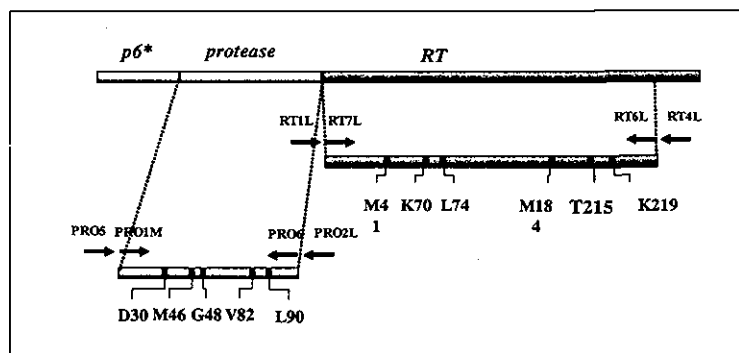 p6* protease RT
RT1L RT7L RT6L RT4L
M4 K70 L74 M18 T215 K219
1 4
PRO5 PRO1M PRO6 PRO2L
D30 M46 G48 V82 L90